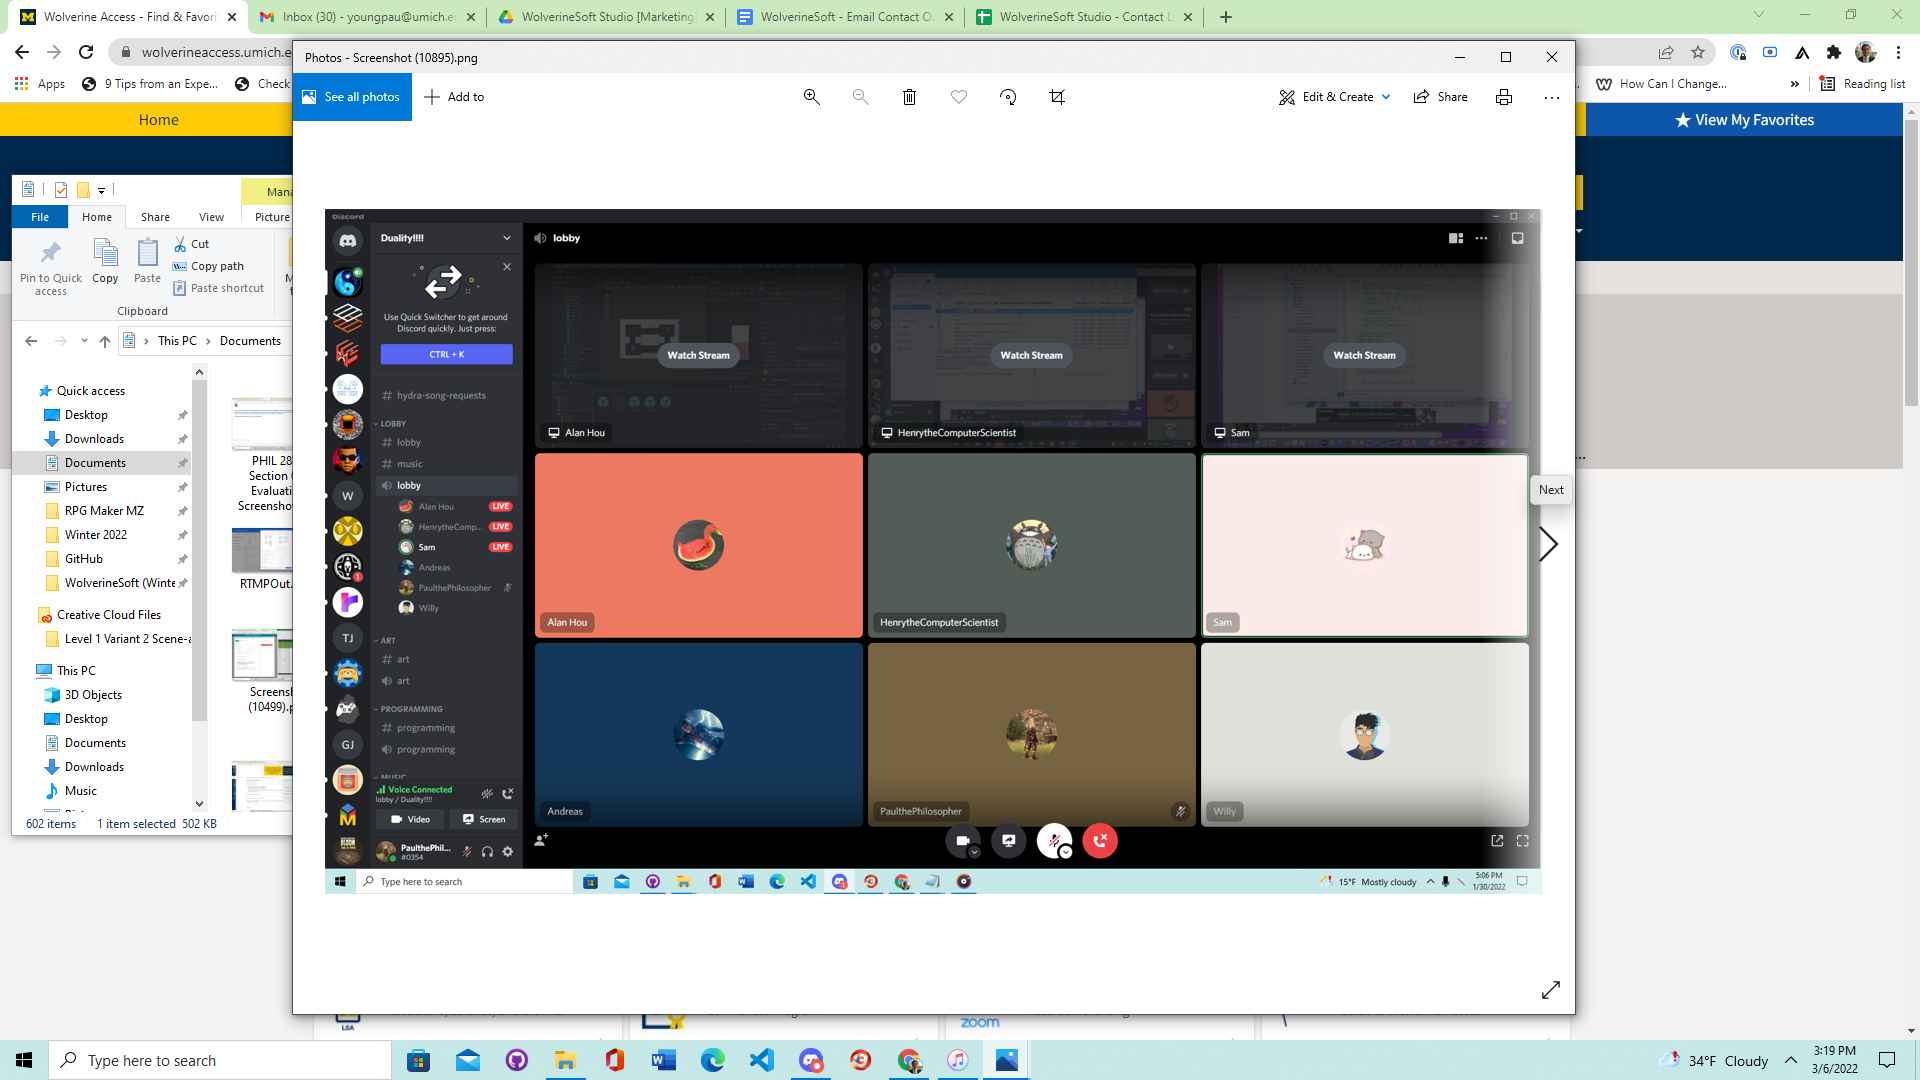 Wolverine Access - Find & Favori
Inbox (30) - youngpau@umich.ed
WolverineSoft Studio [Marketing
WolverineSoft - Email Contact Ou
WolverineSoft Studio - Contact L
wolverineaccess.umich.e
Apps
9 Tips from an Expe...
Check
How Can I Change...
»
Reading list
Home
View My Favorites
Photos - Screenshot (10895).png
See all photos
Add to
Edit & Create
Share
Mana
File
Home
Share
View
Picture
Pin to Quick access
Copy
Paste
Cut
Copy path
Paste shortcut
Clipboard
This PC
Documents
Quick access
Desktop
Downloads
Documents
Pictures
RPG Maker MZ
Winter 2022
GitHub
WolverineSoft (Winte
Creative Cloud Files
Level 1 Variant 2 Scene-a
This PC
3D Objects
Desktop
Documents
Downloads
Music
PHIL 28
Section
Evaluati
Screensho
RTMPOut.
Screensh
(10499).p
602 items
1 item selected 502 KB
Discord
Duality!!!!
lobby
Use Quick Switcher to get around
Discord quickly. Just press:
CTRL + K
# hydra-song-requests
LOBBY
# lobby
# music
lobby
Alan Hou LIVE
HenrytheComp... LIVE
Sam LIVE
Andreas
PaulthePhilosopher
Willy
ART
# art
art
PROGRAMMING
# programming
programming
MUSIC
Voice Connected
lobby / Duality!!!!
Video
Screen
PaulthePhil...
#0354
W
TJ
GJ
1
Watch Stream
Watch Stream
Watch Stream
Alan Hou
HenrytheComputerScientist
Sam
Alan Hou
HenrytheComputerScientist
Sam
Andreas
PaulthePhilosopher
Willy
Next
Type here to search
15°F Mostly cloudy
5:06 PM
1/30/2022
LSA
zoom
Type here to search
34°F Cloudy
3:19 PM
3/6/2022